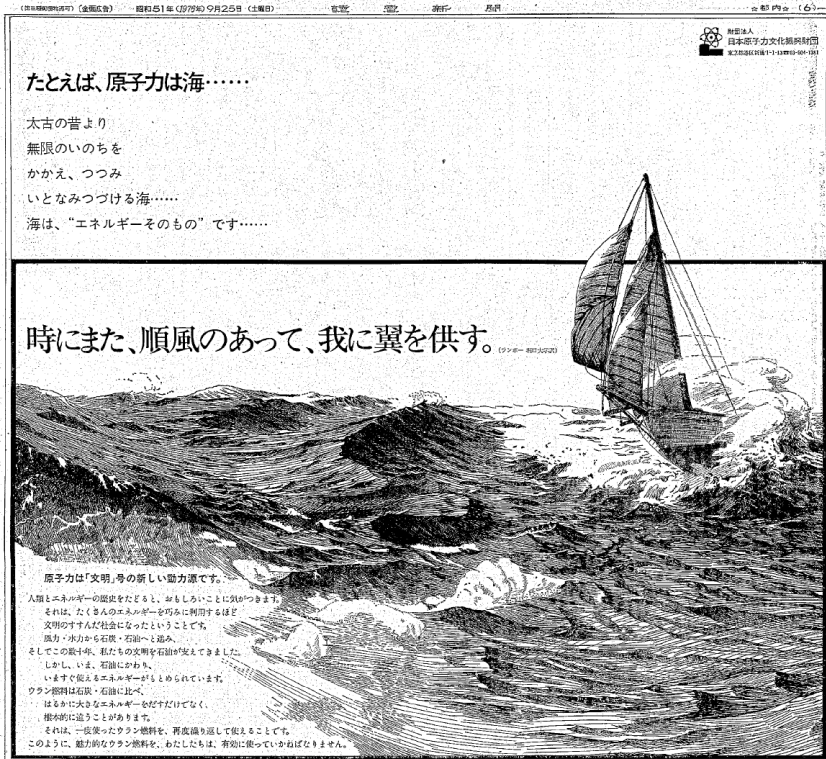 (第三種郵便物認可) [全面広告] 昭和51年(1976年)9月25日(土曜日) 読売新聞 ☆都内☆ (6)
財団法人
日本原子力文化振興財団
たとえば、原子力は海……
太古の昔より
無限のいのちを
かかえ、つつみ
いとなみつづける海……
海は、“エネルギーそのもの”です……
時にまた、順風のあって、我に翼を供す。
原子力は「文明」号の新しい動力源です。
人類とエネルギーの歴史をたどると、おもしろいことに気がつきます。
それは、たくさんのエネルギーを巧みに利用するほど
文明のすすんだ社会になったということです。
風力・水力から石炭・石油へと進み、
そしてこの数十年、私たちの文明を石油が支えてきました。
しかし、いま、石油にかわり、
いますぐ使えるエネルギーがもとめられています。
ウラン燃料は石炭・石油に比べ、
はるかに大きなエネルギーをだすだけでなく、
根本的に違うことがあります。
それは、一度使ったウラン燃料を、再度繰り返して使えることです。
このように、魅力的なウラン燃料を、わたしたちは、有効に使っていかねばなりません。